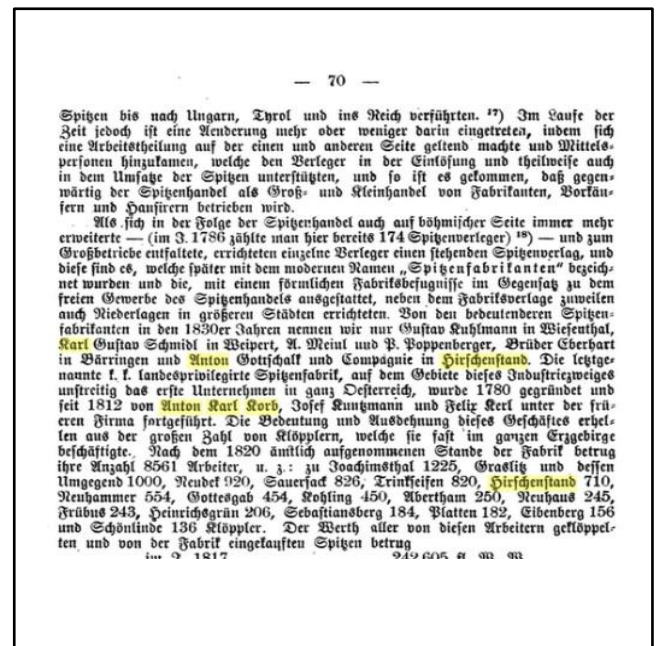 — 70 —
Spitzen bis nach Ungarn, Tyrol und ins Reich verführten. ¹⁷) Im Laufe der
Zeit jedoch ist eine Aenderung mehr oder weniger darin eingetreten, indem sich
eine Arbeitstheilung auf der einen und anderen Seite geltend machte und Mittels-
personen hinzukamen, welche den Verleger in der Einlösung und theilweise auch
in dem Umsatze der Spitzen unterstützten, und so ist es gekommen, daß gegen-
wärtig der Spitzenhandel als Groß- und Kleinhandel von Fabrikanten, Vorkäu-
fern und Hausirern betrieben wird.
Als sich in der Folge der Spitzenhandel auch auf böhmischer Seite immer mehr
erweiterte — (im J. 1786 zählte man hier bereits 174 Spitzenverleger) ¹⁸) — und zum
Großbetriebe entfaltete, errichteten einzelne Verleger einen stehenden Spitzenverlag, und
diese sind es, welche später mit dem modernen Namen „Spitzenfabrikanten" bezeich-
net wurden und die, mit einem förmlichen Fabriksbefugnisse im Gegensatz zu dem
freien Gewerbe des Spitzenhandels ausgestattet, neben dem Fabriksverlage zuweilen
auch Niederlagen in größeren Städten errichteten. Von den bedeutenderen Spitzen-
fabrikanten in den 1830er Jahren nennen wir nur Gustav Kuhlmann in Wiesenthal,
Karl Gustav Schmidl in Weipert, A. Meinl und P. Poppenberger, Brüder Eberhart
in Bärringen und Anton Gottschalk und Compagnie in Hirschenstand. Die letztge-
nannte k. k. landesprivilegirte Spitzenfabrik, auf dem Gebiete dieses Industriezweiges
unstreitig das erste Unternehmen in ganz Oesterreich, wurde 1780 gegründet und
seit 1812 von Anton Karl Korb, Josef Kuntzmann und Felix Kerl unter der frü-
eren Firma fortgeführt. Die Bedeutung und Ausdehnung dieses Geschäftes erhel-
len aus der großen Zahl von Klöpplern, welche sie fast im ganzen Erzgebirge
beschäftigte. Nach dem 1820 ämtlich aufgenommenen Stande der Fabrik betrug
ihre Anzahl 8561 Arbeiter, u. z.: zu Joachimsthal 1225, Graslitz und dessen
Umgegend 1000, Neudek 920, Sauersack 826, Trinkseifen 820, Hirschenstand 710,
Neuhammer 554, Gottesgab 454, Kohling 450, Abertham 250, Neuhaus 245,
Frübus 243, Heinrichsgrün 206, Sebastiansberg 184, Platten 182, Eibenberg 156
und Schönlinde 136 Klöppler. Der Werth aller von diesen Arbeitern geklöppel-
ten und von der Fabrik eingekauften Spitzen betrug
im J. 1817 242,605 fl. W. W.